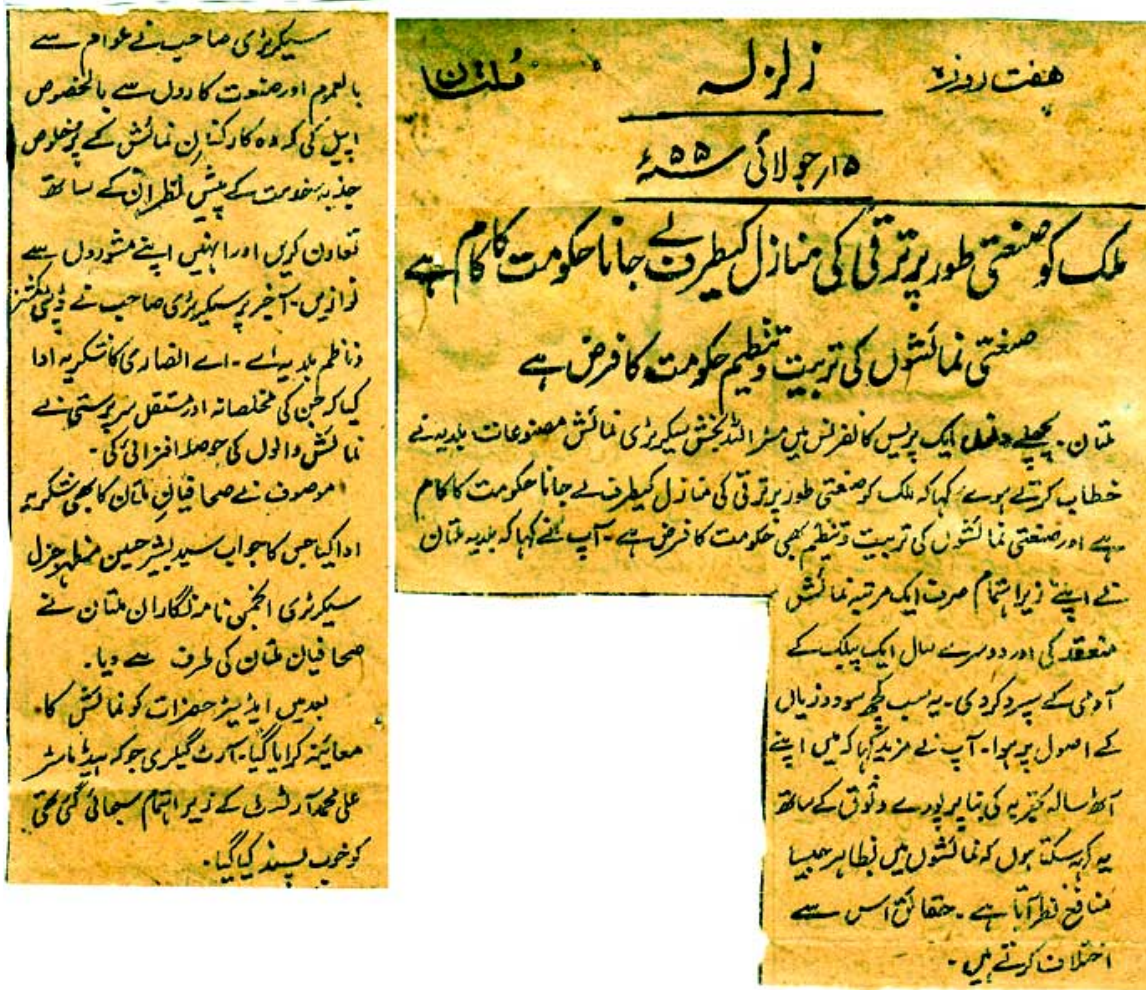 هفت روزه زلزلہ مُلتان
۱۵ر جولائی ۵۵ء
ملک کو صنعتی طور پر ترقی کی منازل کیطرف لے جانا حکومت کا کام ہے
صنعتی نمائشوں کی تربیت و تنظیم حکومت کا فرض ہے
ملتان۔ پچھلے دنوں ایک پریس کانفرنس میں مسٹر اللہ بخش سیکریٹری نمائش مصنوعات بلدیہ نے
خطاب کرتے ہوئے کہا کہ ملک کو صنعتی طور پر ترقی کی منازل کیطرف لے جانا حکومت کا کام
ہے اور صنعتی نمائشوں کی تربیت و تنظیم بھی حکومت کا فرض ہے۔ آپ نے کہا کہ بلدیہ ملتان
نے اپنے زیر اہتمام صرف ایک مرتبہ نمائش
منعقد کی اور دوسرے سال ایک پبلک کے
آدمی کے سپرد کر دی۔ یہ سب کچھ سود و زیاں
کے اصول پر ہوا۔ آپ نے مزید کہا کہ میں اپنے
آٹھ سالہ تجربہ کی بنا پر پورے وثوق کے ساتھ
یہ کہہ سکتا ہوں کہ نمائشوں میں بظاہر جیسا
منافع نظر آتا ہے۔ حقائق اس سے
اختلاف کرتے ہیں۔
سیکریٹری صاحب نے عوام سے
بالعموم اور صنعت کاروں سے بالخصوص
اپیل کی کہ وہ کارکنان نمائش کے پرخلوص
جذبہ خدمت کے پیش نظر ان کے ساتھ
تعاون کریں اور انہیں اپنے مشوروں سے
نوازیں۔ آخر پر سیکریٹری صاحب نے ڈپٹی کمشنر
و ناظم بلدیہ اے۔ اے انصاری کا شکریہ ادا
کیا کہ جن کی مخلصانہ اور مستقل سرپرستی نے
نمائش والوں کی حوصلہ افزائی کی۔
موصوف نے صحافیانِ ملتان کا بھی شکریہ
ادا کیا جس کا جواب سید بشیر حسین جنرل
سیکرٹری انجمن نامہ نگاران ملتان نے
صحافیان ملتان کی طرف سے دیا۔
بعد میں ایڈیٹر حضرات کو نمائش کا۔
معائنہ کرایا گیا۔ آرٹ گیلری جو کہ ہیڈ ماسٹر
علی محمد آرٹسٹ کے زیر اہتمام سجائی گئی تھی
کو خوب پسند کیا گیا۔